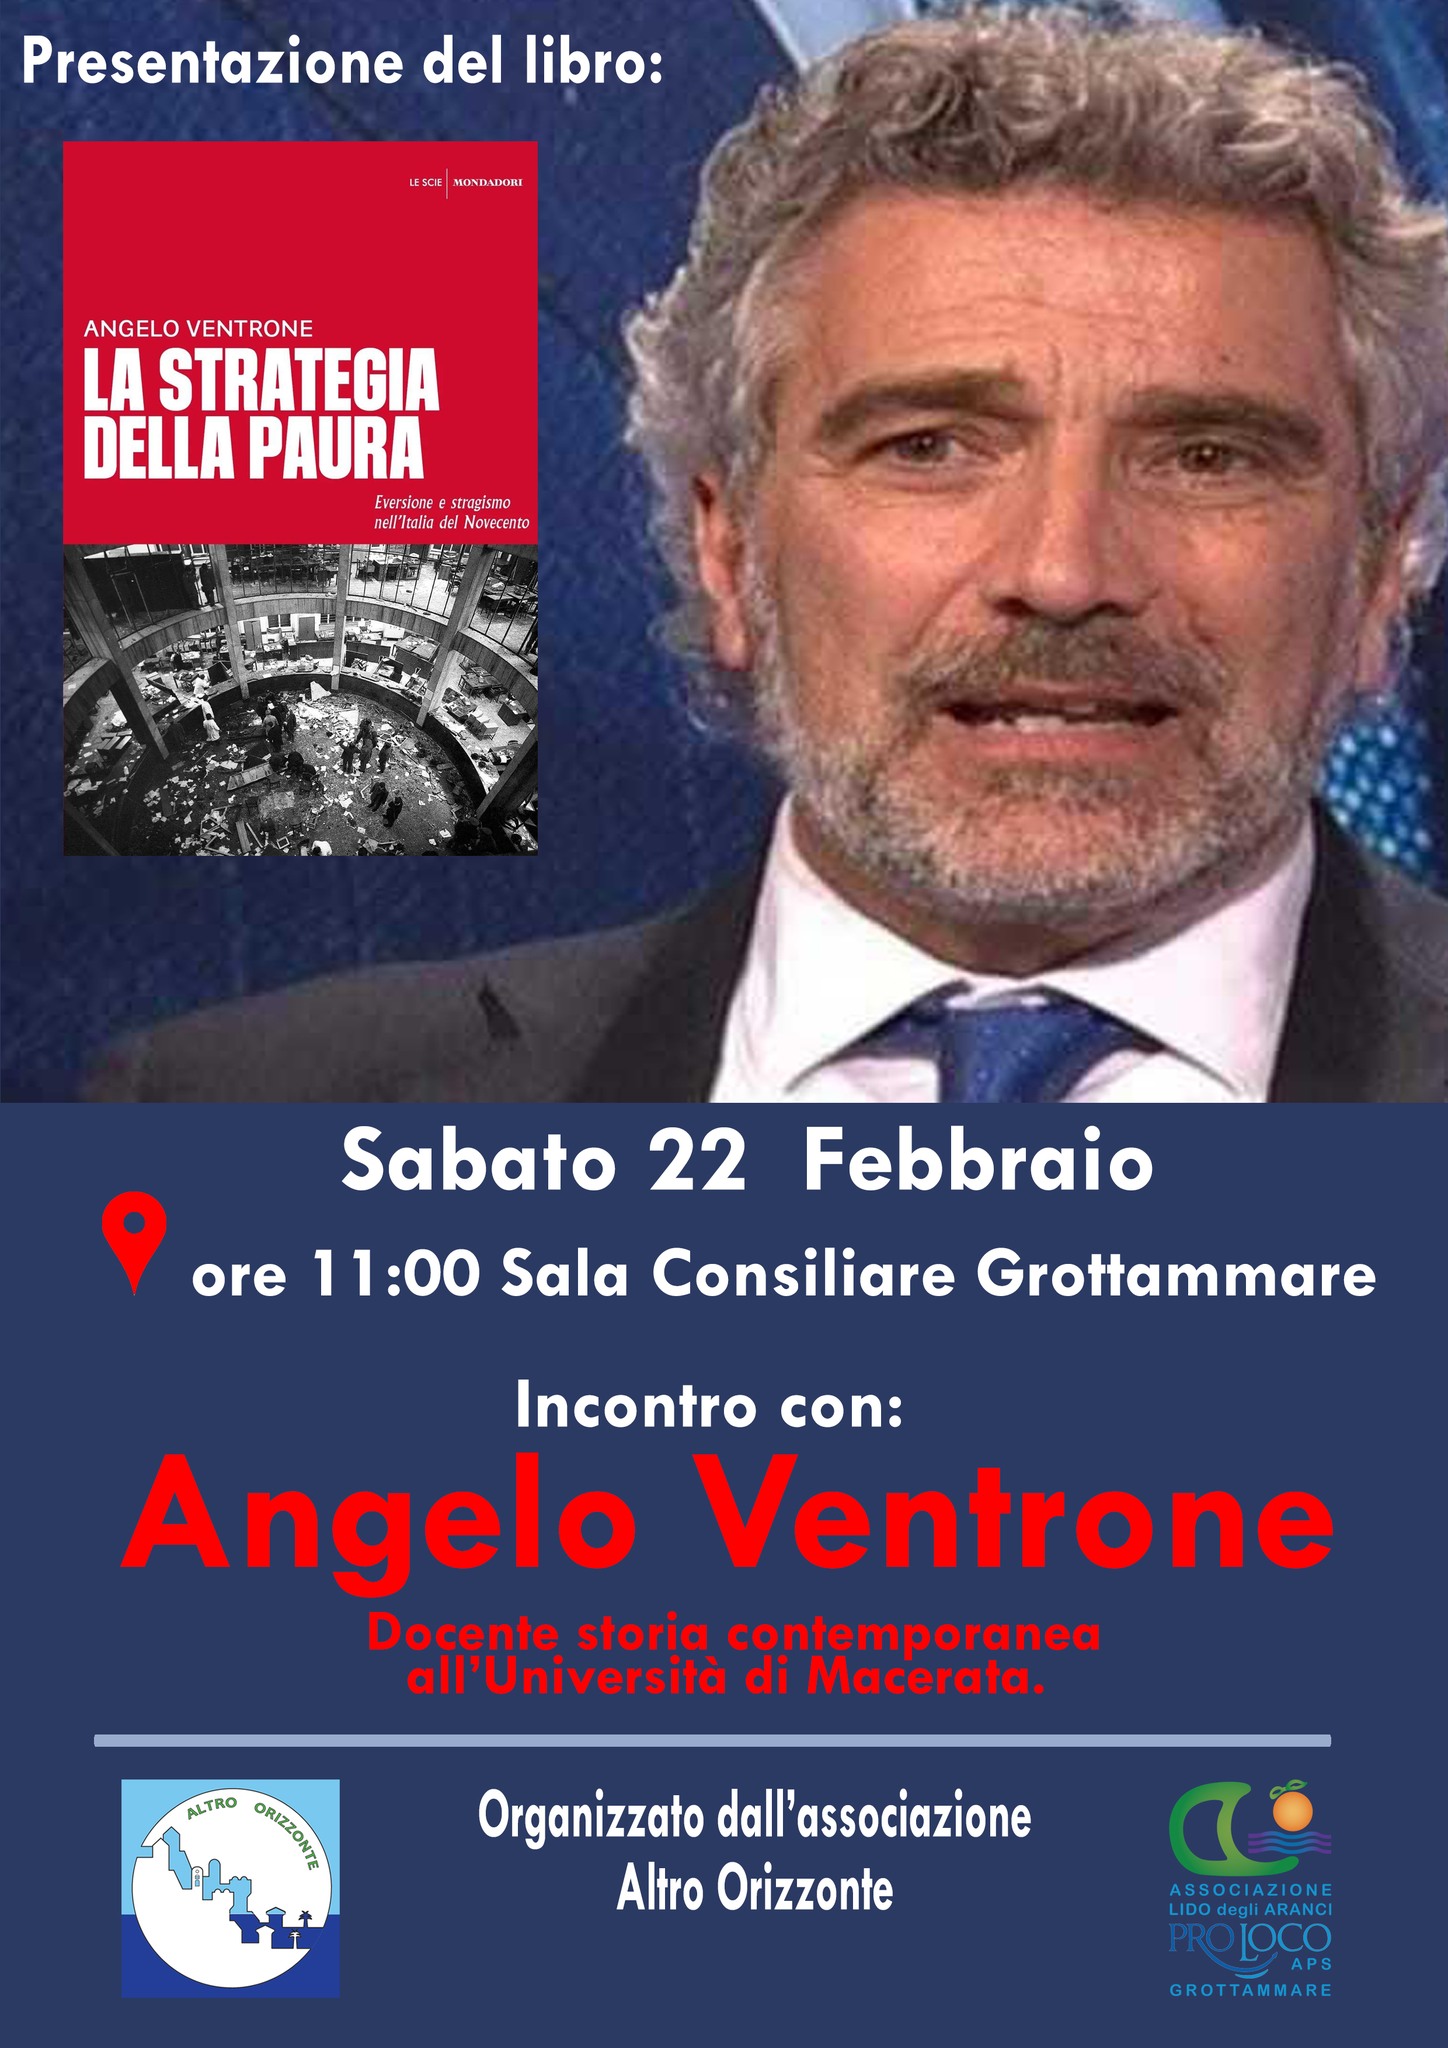 Presentazione del libro:
LE SCIE | MONDADORI
ANGELO VENTRONE
LA STRATEGIA
DELLA PAURA
Eversione e stragismo
nell'Italia del Novecento
Sabato 22 Febbraio
ore 11:00 Sala Consiliare Grottammare
Incontro con:
Angelo Ventrone
Docente storia contemporanea
all'Università di Macerata.
ALTRO ORIZZONTE
Organizzato dall'associazione
Altro Orizzonte
ASSOCIAZIONE
LIDO degli ARANCI
PROLOCO
APS
GROTTAMMARE